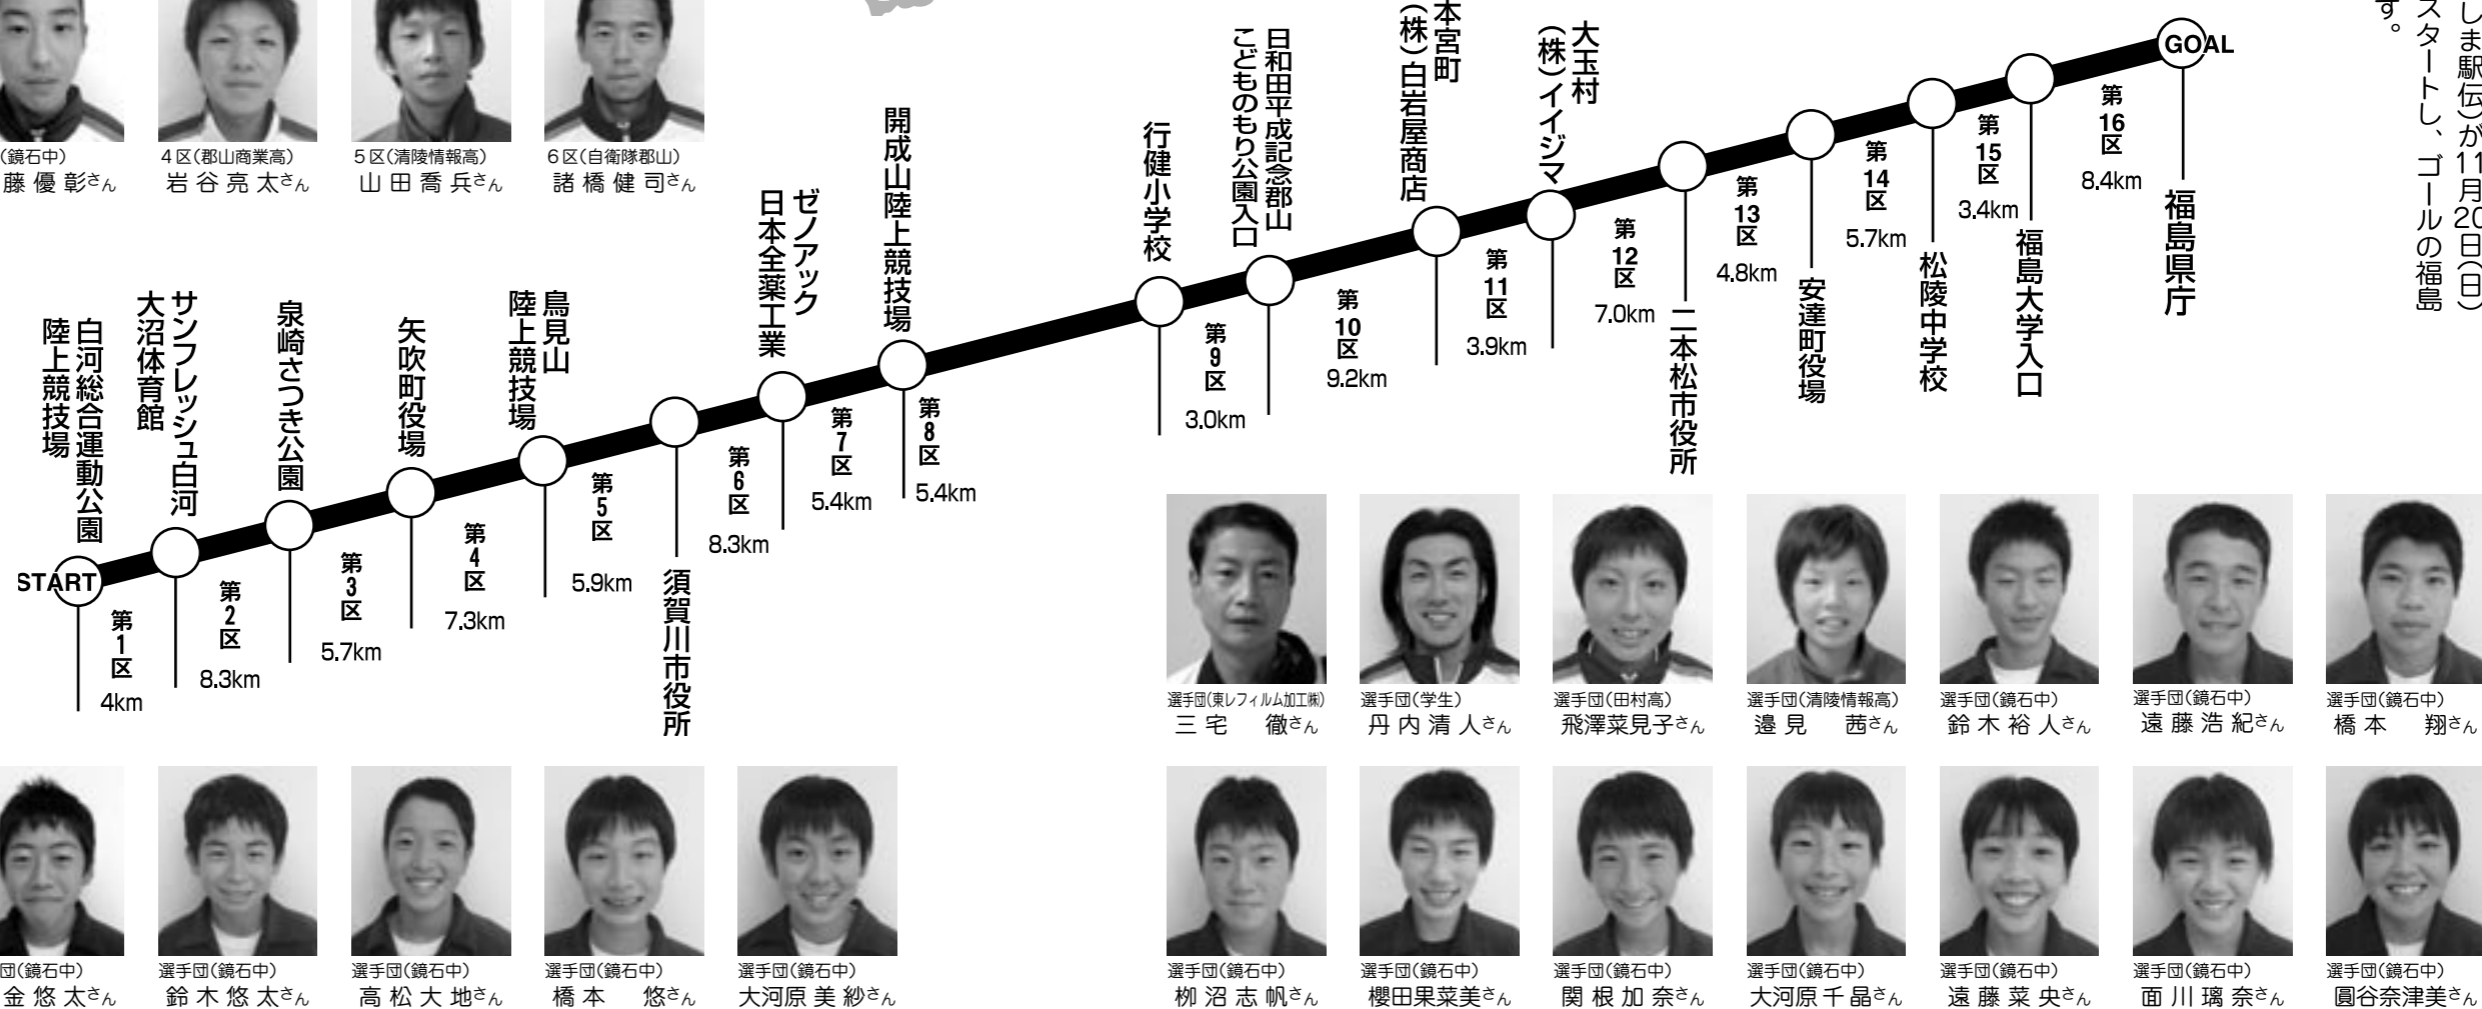 しま駅伝)が11月20日(日)
スタートし、ゴールの福島
す。
(鏡石中)
藤優彰さん
4区(郡山商業高)
岩谷亮太さん
5区(清陵情報高)
山田喬兵さん
6区(自衛隊郡山)
諸橋健司さん
START
白河総合運動公園
陸上競技場
第1区
4km
サンフレッシュ白河
大沼体育館
第2区
8.3km
泉崎さつき公園
第3区
5.7km
矢吹町役場
第4区
7.3km
鳥見山
陸上競技場
第5区
5.9km
須賀川市役所
第6区
8.3km
ゼノアック
日本全薬工業
第7区
5.4km
開成山陸上競技場
第8区
5.4km
行健小学校
第9区
3.0km
日和田平成記念郡山
こどものもり公園入口
第10区
9.2km
本宮町
(株)白岩屋商店
第11区
3.9km
大玉村
(株)イイジマ
第12区
7.0km
二本松市役所
第13区
4.8km
安達町役場
第14区
5.7km
松陵中学校
第15区
3.4km
福島大学入口
第16区
8.4km
GOAL
福島県庁
選手団(東レフィルム加工㈱)
三宅 徹さん
選手団(学生)
丹内清人さん
選手団(田村高)
飛澤菜見子さん
選手団(清陵情報高)
邉見 茜さん
選手団(鏡石中)
鈴木裕人さん
選手団(鏡石中)
遠藤浩紀さん
選手団(鏡石中)
橋本 翔さん
団(鏡石中)
金悠太さん
選手団(鏡石中)
鈴木悠太さん
選手団(鏡石中)
高松大地さん
選手団(鏡石中)
橋本 悠さん
選手団(鏡石中)
大河原美紗さん
選手団(鏡石中)
栁沼志帆さん
選手団(鏡石中)
櫻田果菜美さん
選手団(鏡石中)
関根加奈さん
選手団(鏡石中)
大河原千晶さん
選手団(鏡石中)
遠藤菜央さん
選手団(鏡石中)
面川璃奈さん
選手団(鏡石中)
圓谷奈津美さん